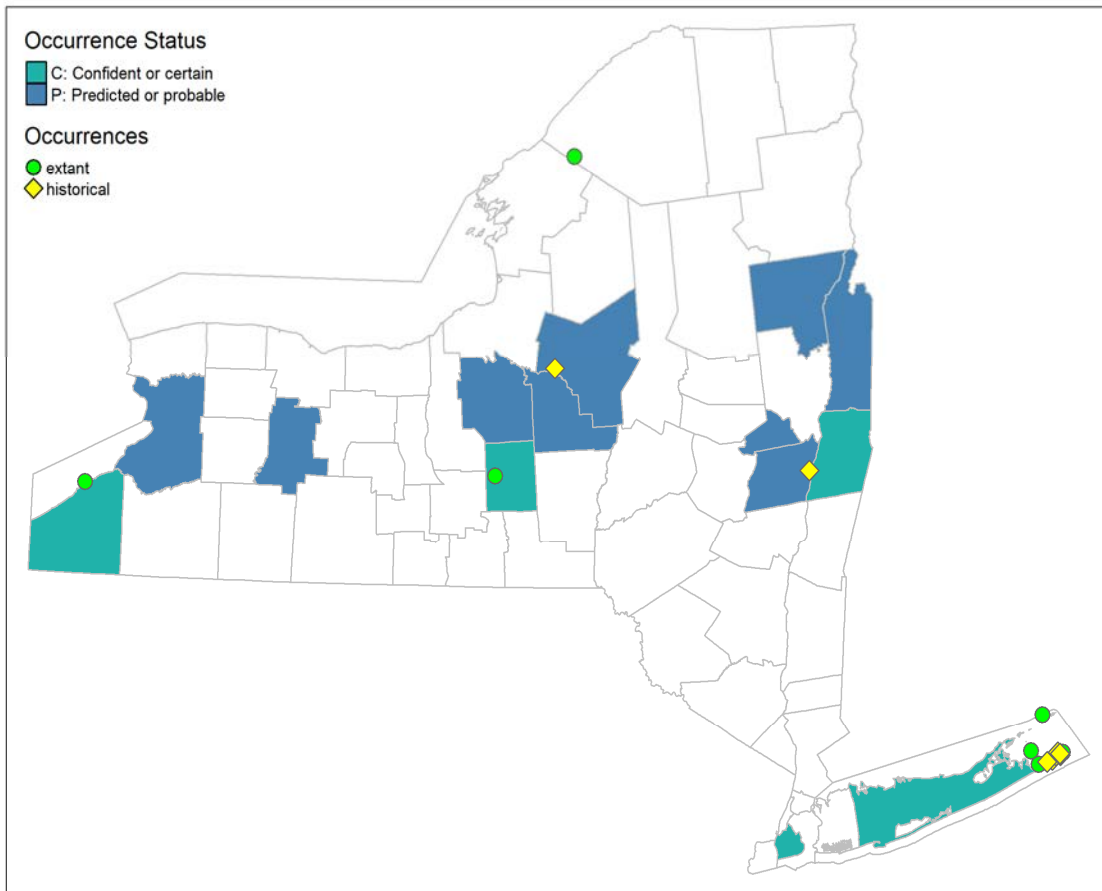 Occurrence Status
C: Confident or certain
P: Predicted or probable
Occurrences
extant
historical